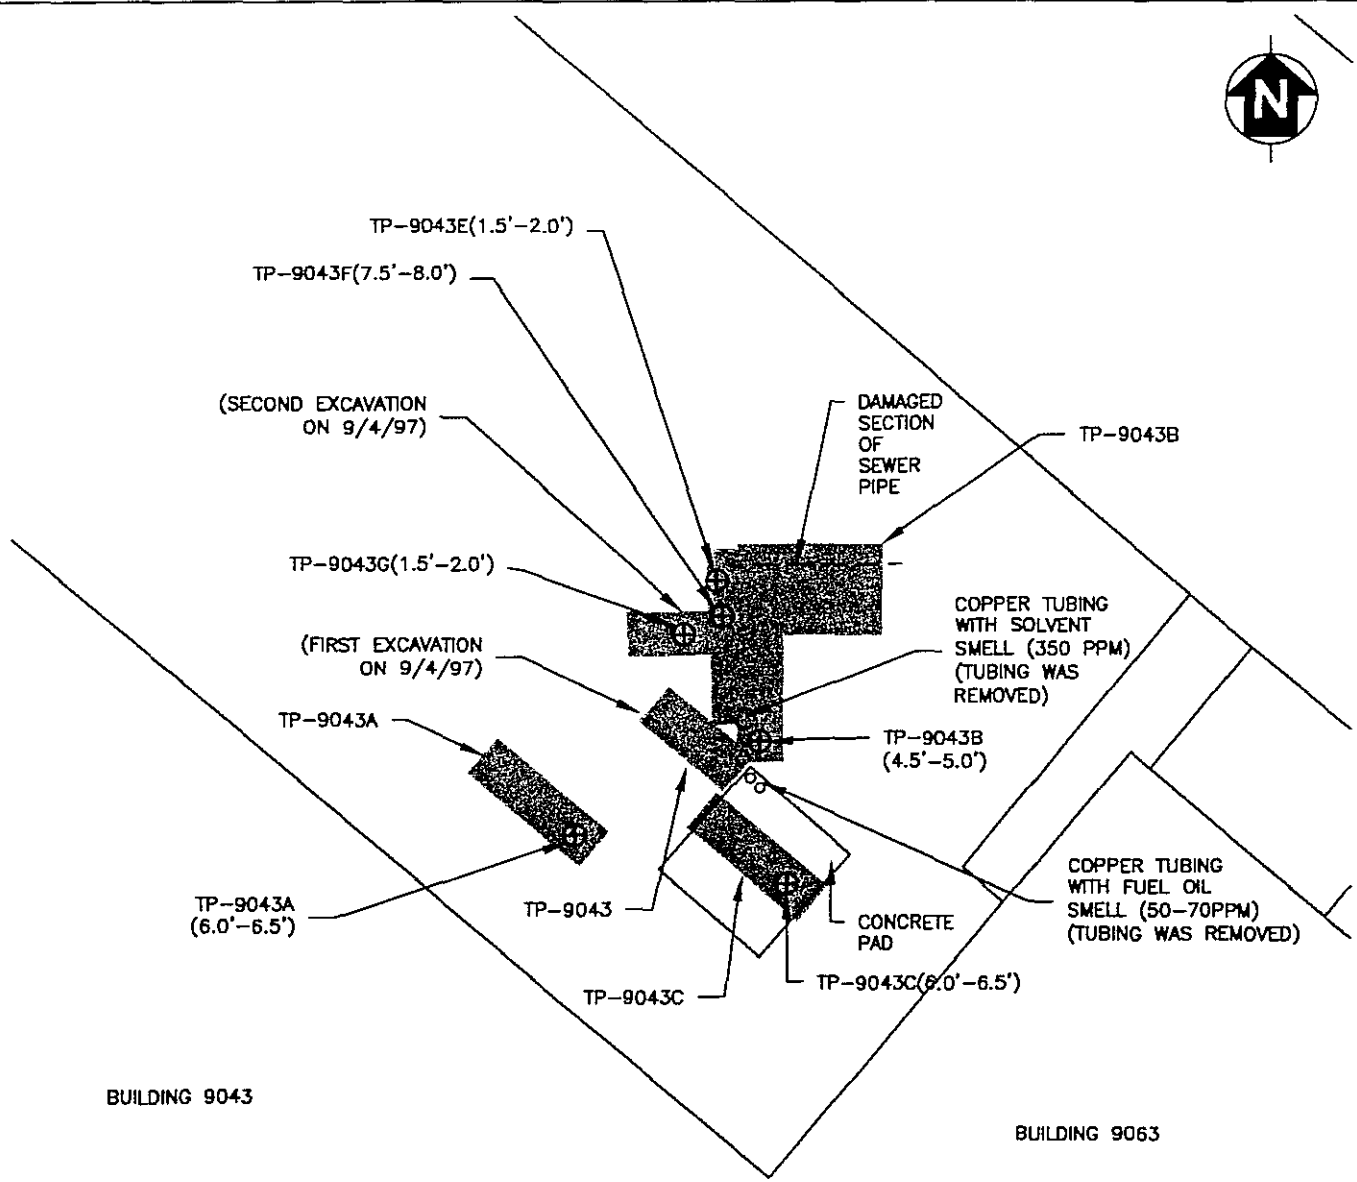 N
TP-9043E(1.5'-2.0')
TP-9043F(7.5'-8.0')
(SECOND EXCAVATION
ON 9/4/97)
DAMAGED
SECTION
OF
SEWER
PIPE
TP-9043B
TP-9043G(1.5'-2.0')
COPPER TUBING
WITH SOLVENT
SMELL (350 PPM)
(TUBING WAS
REMOVED)
(FIRST EXCAVATION
ON 9/4/97)
TP-9043A
TP-9043B
(4.5'-5.0')
COPPER TUBING
WITH FUEL OIL
SMELL (50-70PPM)
(TUBING WAS REMOVED)
TP-9043A
(6.0'-6.5')
TP-9043
CONCRETE
PAD
TP-9043C
TP-9043C(6.0'-6.5')
BUILDING 9043
BUILDING 9063